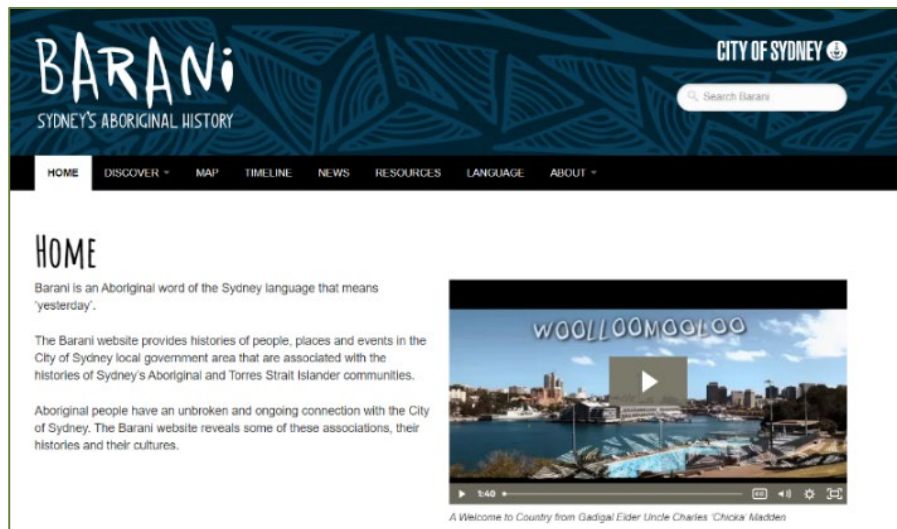 BARANi
SYDNEY'S ABORIGINAL HISTORY
CITY OF SYDNEY
Search Barani
HOME DISCOVER MAP TIMELINE NEWS RESOURCES LANGUAGE ABOUT
HOME
Barani is an Aboriginal word of the Sydney language that means
'yesterday'.
The Barani website provides histories of people, places and events in the
City of Sydney local government area that are associated with the
histories of Sydney's Aboriginal and Torres Strait Islander communities.
Aboriginal people have an unbroken and ongoing connection with the City
of Sydney. The Barani website reveals some of these associations, their
histories and their cultures.
WOOLLOOMOOLOO
1:40
CC
A Welcome to Country from Gadigal Elder Uncle Charles 'Chicka' Madden